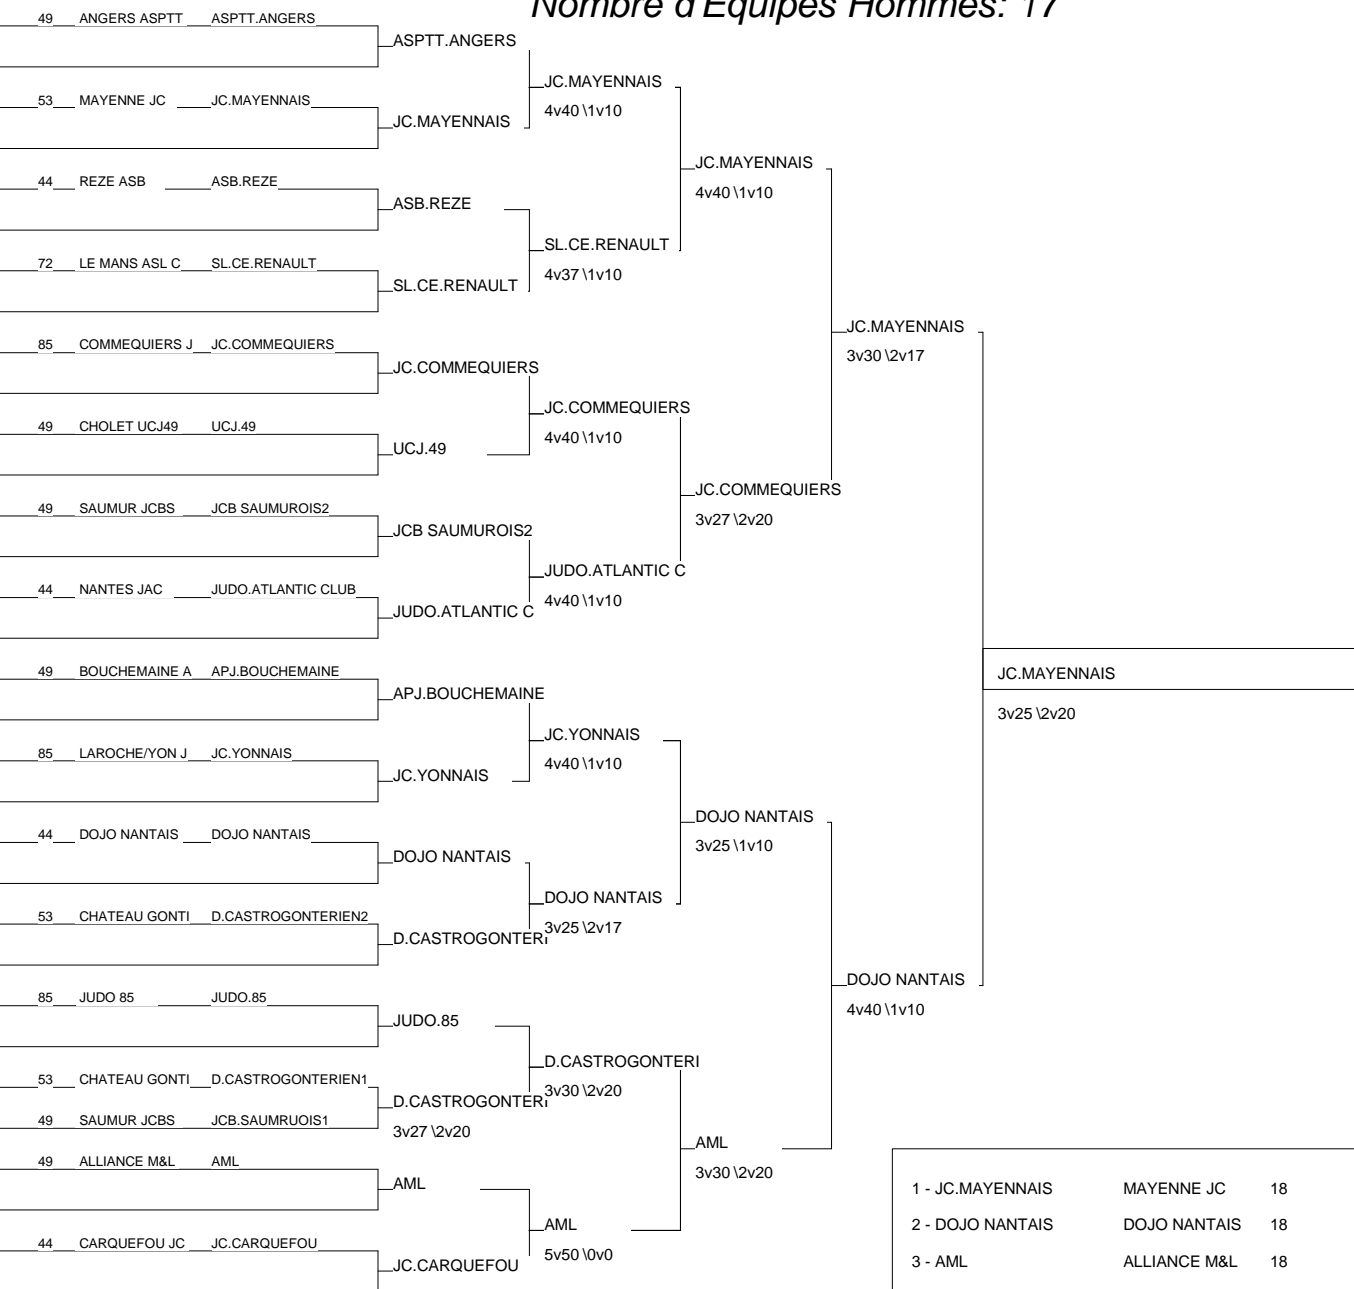 Nombre d'Equipes Hommes: 17
49 ANGERS ASPTT ASPTT.ANGERS
ASPTT.ANGERS
JC.MAYENNAIS
4v40 \1v10
53 MAYENNE JC JC.MAYENNAIS
JC.MAYENNAIS
JC.MAYENNAIS
4v40 \1v10
44 REZE ASB ASB.REZE
ASB.REZE
SL.CE.RENAULT
4v37 \1v10
72 LE MANS ASL C SL.CE.RENAULT
SL.CE.RENAULT
JC.MAYENNAIS
3v30 \2v17
85 COMMEQUIERS J JC.COMMEQUIERS
JC.COMMEQUIERS
JC.COMMEQUIERS
4v40 \1v10
49 CHOLET UCJ49 UCJ.49
UCJ.49
JC.COMMEQUIERS
3v27 \2v20
49 SAUMUR JCBS JCB SAUMUROIS2
JCB SAUMUROIS2
JUDO.ATLANTIC C
4v40 \1v10
44 NANTES JAC JUDO.ATLANTIC CLUB
JUDO.ATLANTIC C
JC.MAYENNAIS
3v25 \2v20
49 BOUCHEMAINE A APJ.BOUCHEMAINE
APJ.BOUCHEMAINE
JC.YONNAIS
4v40 \1v10
85 LAROCHE/YON J JC.YONNAIS
JC.YONNAIS
DOJO NANTAIS
3v25 \1v10
44 DOJO NANTAIS DOJO NANTAIS
DOJO NANTAIS
DOJO NANTAIS
3v25 \2v17
53 CHATEAU GONTI D.CASTROGONTERIEN2
D.CASTROGONTERI
DOJO NANTAIS
4v40 \1v10
85 JUDO 85 JUDO.85
JUDO.85
D.CASTROGONTERI
3v30 \2v20
53 CHATEAU GONTI D.CASTROGONTERIEN1
D.CASTROGONTERI
49 SAUMUR JCBS JCB.SAUMRUOIS1
3v27 \2v20
AML
3v30 \2v20
49 ALLIANCE M&L AML
AML
AML
5v50 \0v0
44 CARQUEFOU JC JC.CARQUEFOU
JC.CARQUEFOU
1 - JC.MAYENNAIS MAYENNE JC 18
2 - DOJO NANTAIS DOJO NANTAIS 18
3 - AML ALLIANCE M&L 18